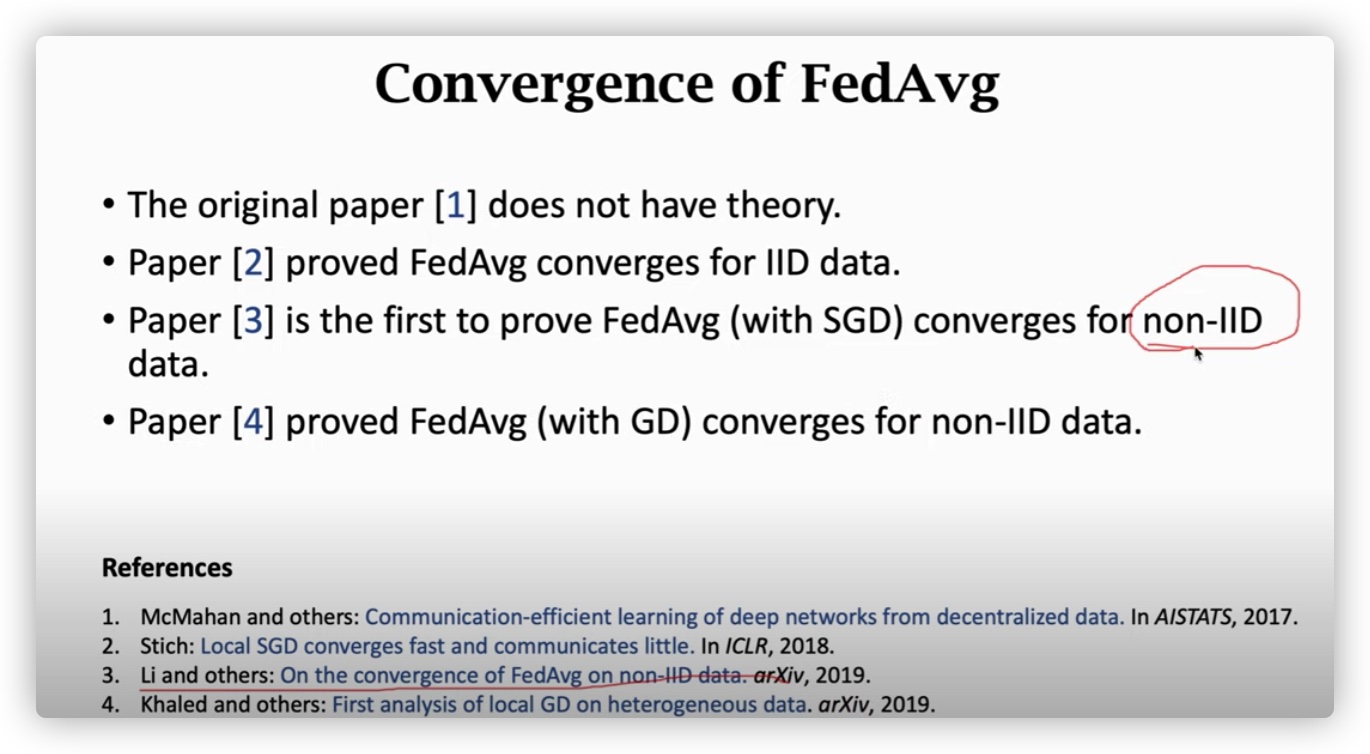 Convergence of FedAvg
• The original paper [1] does not have theory.
• Paper [2] proved FedAvg converges for IID data.
• Paper [3] is the first to prove FedAvg (with SGD) converges for non-IID
data.
• Paper [4] proved FedAvg (with GD) converges for non-IID data.
References
1. McMahan and others: Communication-efficient learning of deep networks from decentralized data. In AISTATS, 2017.
2. Stich: Local SGD converges fast and communicates little. In ICLR, 2018.
3. Li and others: On the convergence of FedAvg on non-IID data. arXiv, 2019.
4. Khaled and others: First analysis of local GD on heterogeneous data. arXiv, 2019.